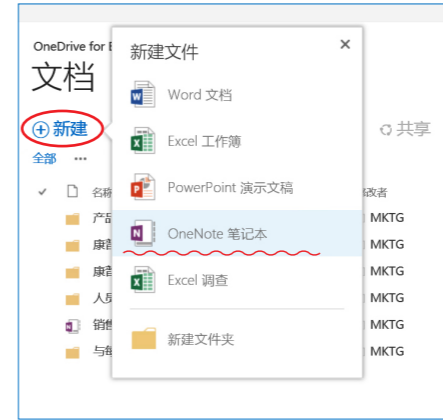 OneDrive for
文档
新建
共享
全部 ...
新建文件
×
Word 文档
Excel 工作簿
PowerPoint 演示文稿
OneNote 笔记本
Excel 调查
新建文件夹
名称
改者
产品
MKTG
康普
MKTG
康普
MKTG
人员
MKTG
销售
MKTG
与每
MKTG